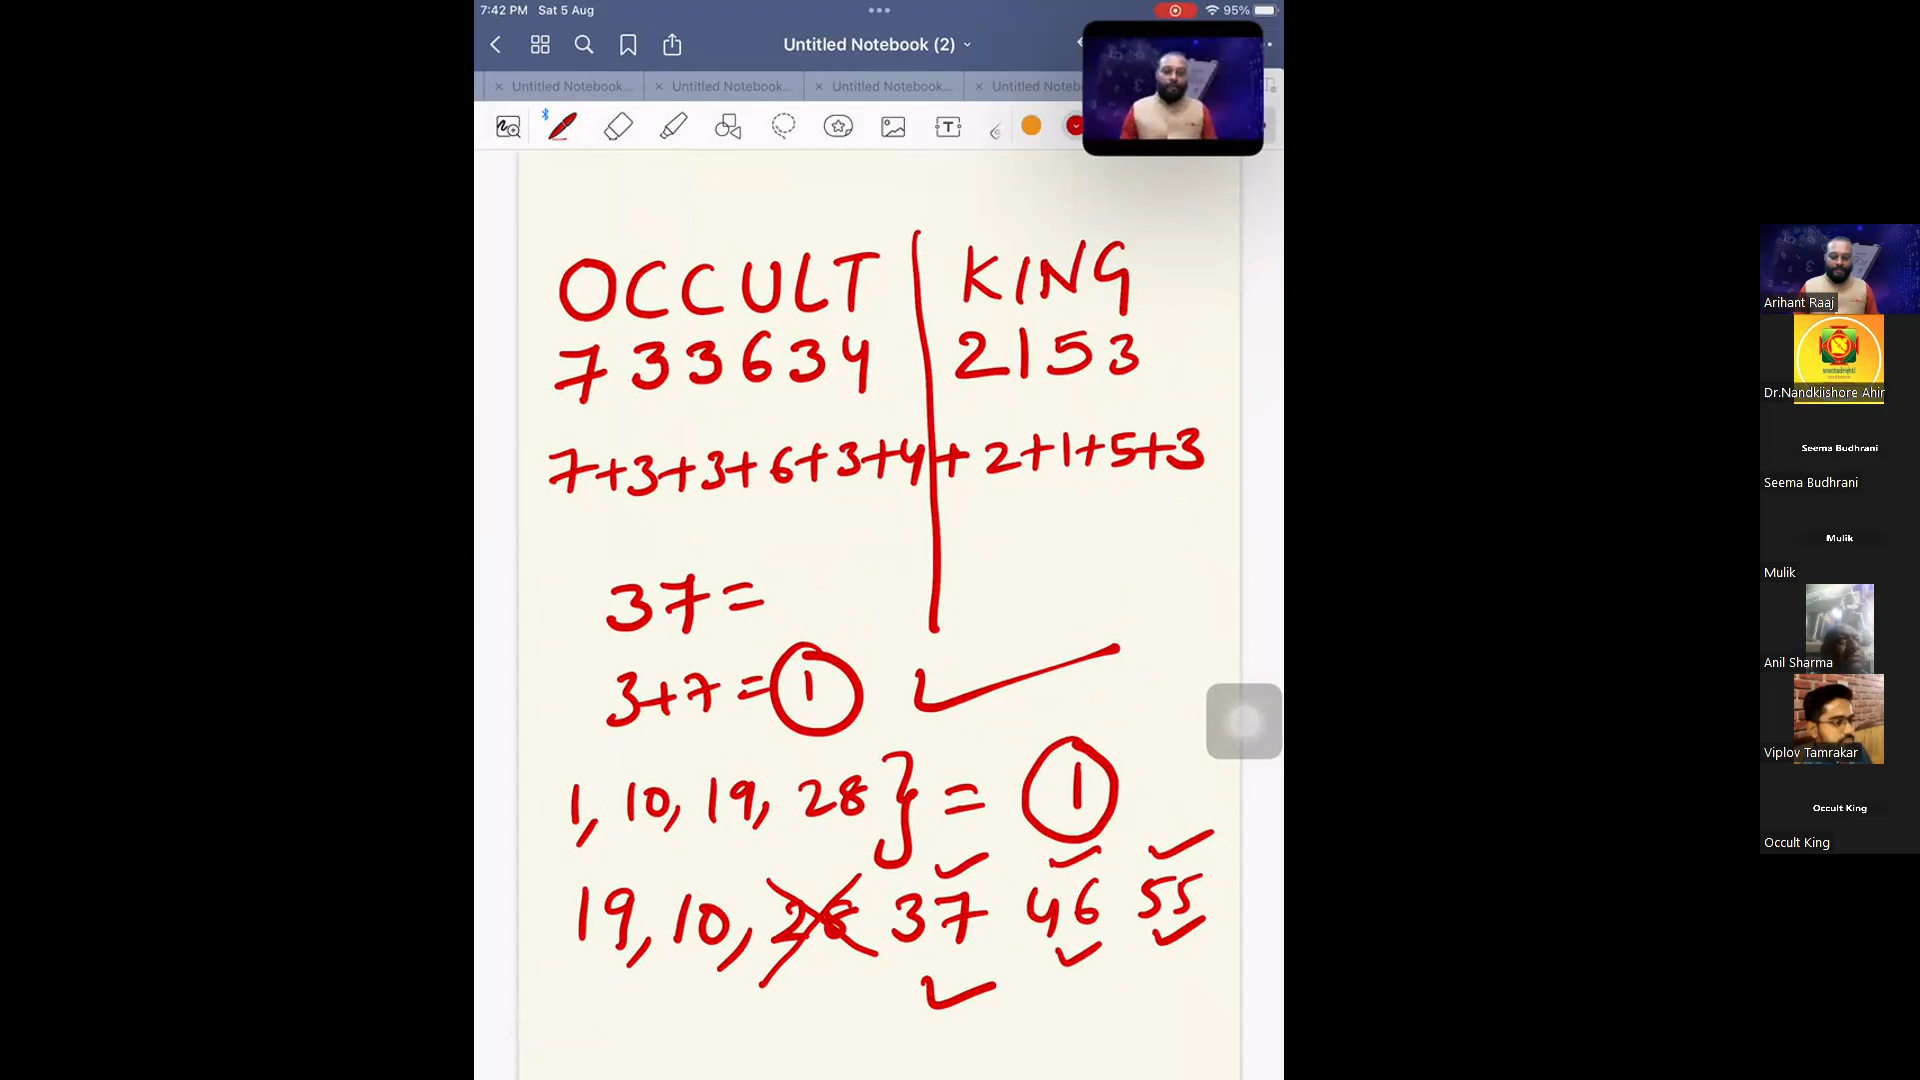 7:42 PM Sat 5 Aug
95%
Untitled Notebook (2)
Untitled Notebook... Untitled Notebook... Untitled Notebook... Untitled Notebo
OCCULT KING
733634 2153
7+3+3+6+3+4+2+1+5+3
37=
3+7=1
1, 10, 19, 28 } = 1
19, 10, 28 37 46 55
Arihant Raaj
Dr.Nandkiishore Ahir
Seema Budhrani
Seema Budhrani
Mulik
Mulik
Anil Sharma
Viplov Tamrakar
Occult King
Occult King